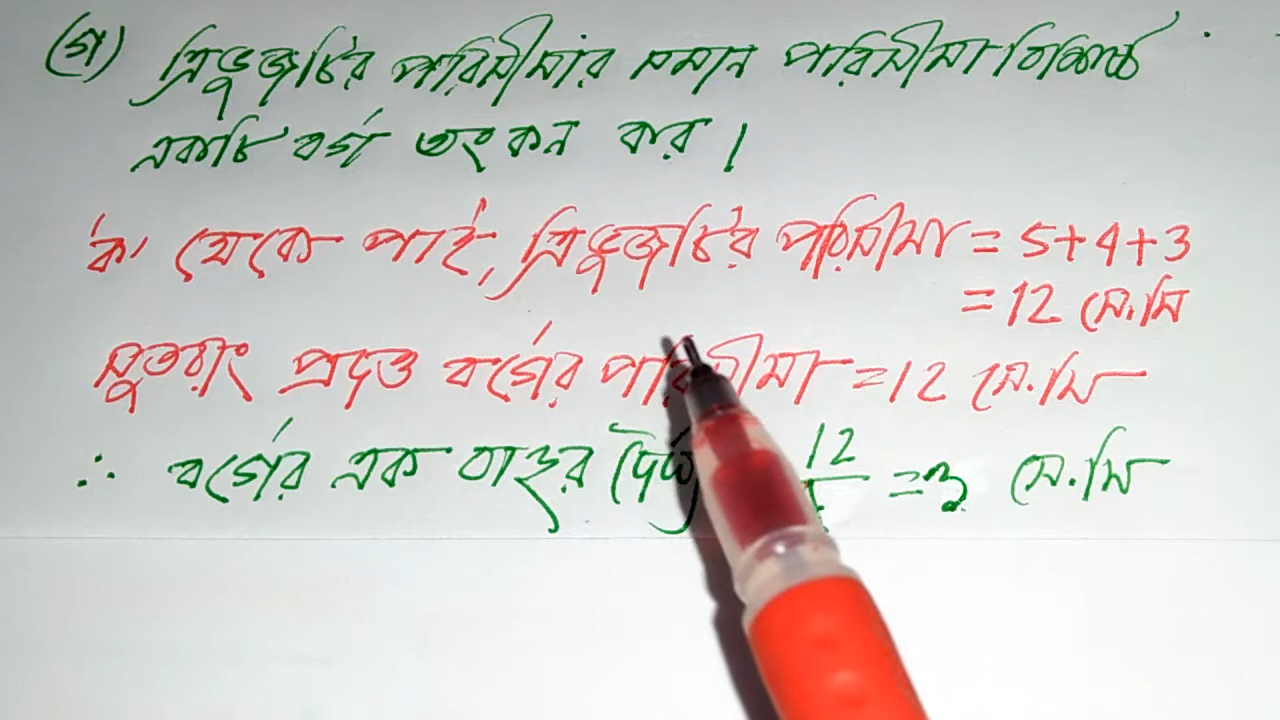 (গ) ত্রিভুজটির পরিসীমার সমান পরিসীমা বিশিষ্ট
একটি বর্গ অংকন কর।
'ক' থেকে পাই, ত্রিভুজটির পরিসীমা = 5+4+3
= 12 সে.মি
সুতরাং প্রদত্ত বর্গের পরিসীমা = 12 সে.মি
∴ বর্গের এক বাহুর 12 = 3 সে.মি